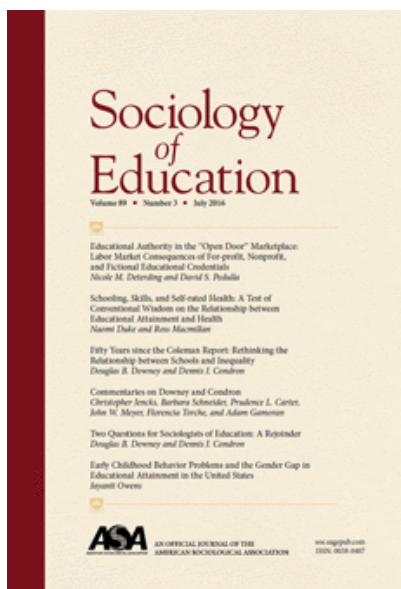 Sociology
of
Education
Volume 89 • Number 3 • July 2016
Educational Authority in the "Open Door" Marketplace:
Labor Market Consequences of For-profit, Nonprofit,
and Fictional Educational Credentials
Nicole M. Deterding and David S. Pedulla
Schooling, Skills, and Self-rated Health: A Test of
Conventional Wisdom on the Relationship between
Educational Attainment and Health
Naomi Duke and Ross Macmillan
Fifty Years since the Coleman Report: Rethinking the
Relationship between Schools and Inequality
Douglas B. Downey and Dennis J. Condron
Commentaries on Downey and Condron
Christopher Jencks, Barbara Schneider, Prudence L. Carter,
John W. Meyer, Florencia Torche, and Adam Gamoran
Two Questions for Sociologists of Education: A Rejoinder
Douglas B. Downey and Dennis J. Condron
Early Childhood Behavior Problems and the Gender Gap in
Educational Attainment in the United States
Jayanti Owens
ASA
AN OFFICIAL JOURNAL OF THE
AMERICAN SOCIOLOGICAL ASSOCIATION
soe.sagepub.com
ISSN: 0038-0407